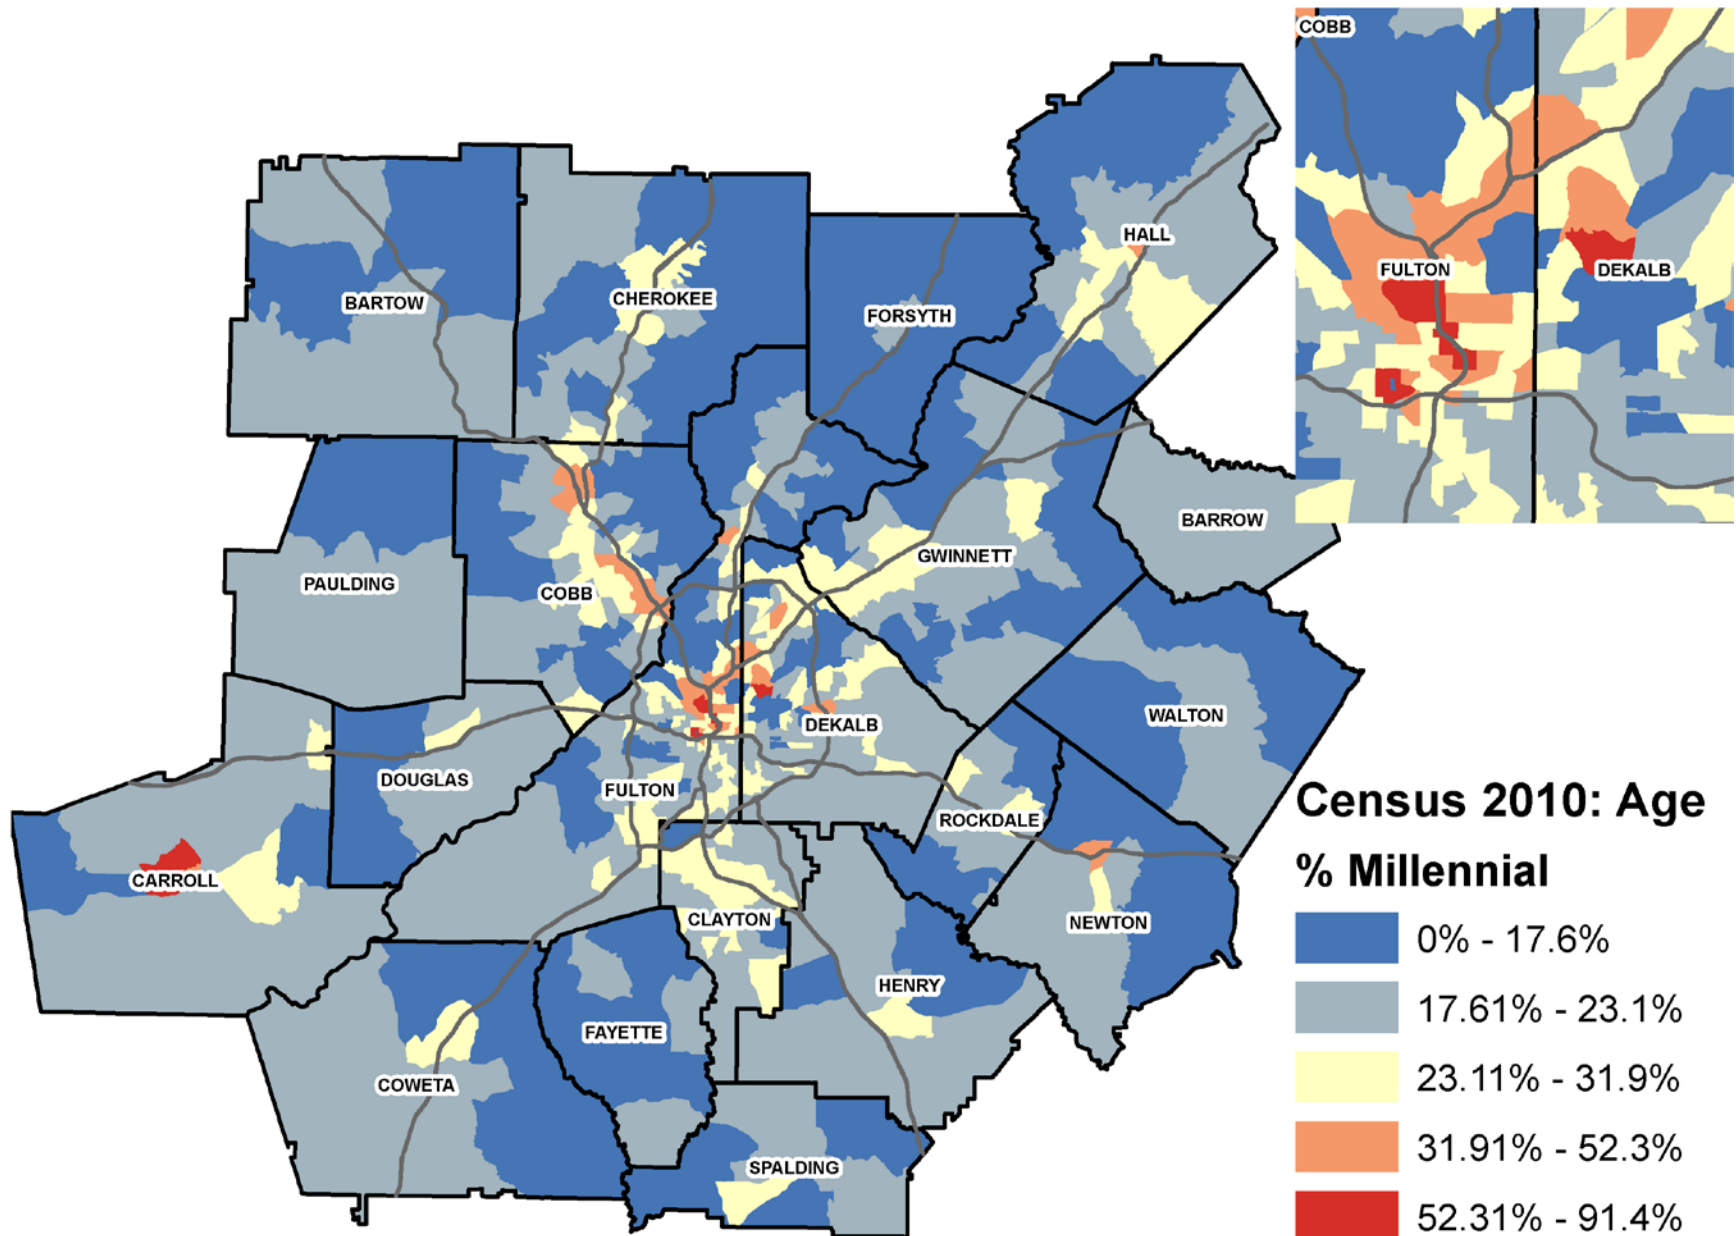 COBB
FULTON
DEKALB
HALL
CHEROKEE
BARTOW
FORSYTH
BARROW
GWINNETT
PAULDING
COBB
WALTON
DEKALB
DOUGLAS
FULTON
ROCKDALE
CARROLL
CLAYTON
NEWTON
HENRY
FAYETTE
COWETA
SPALDING
Census 2010: Age
% Millennial
0% - 17.6%
17.61% - 23.1%
23.11% - 31.9%
31.91% - 52.3%
52.31% - 91.4%